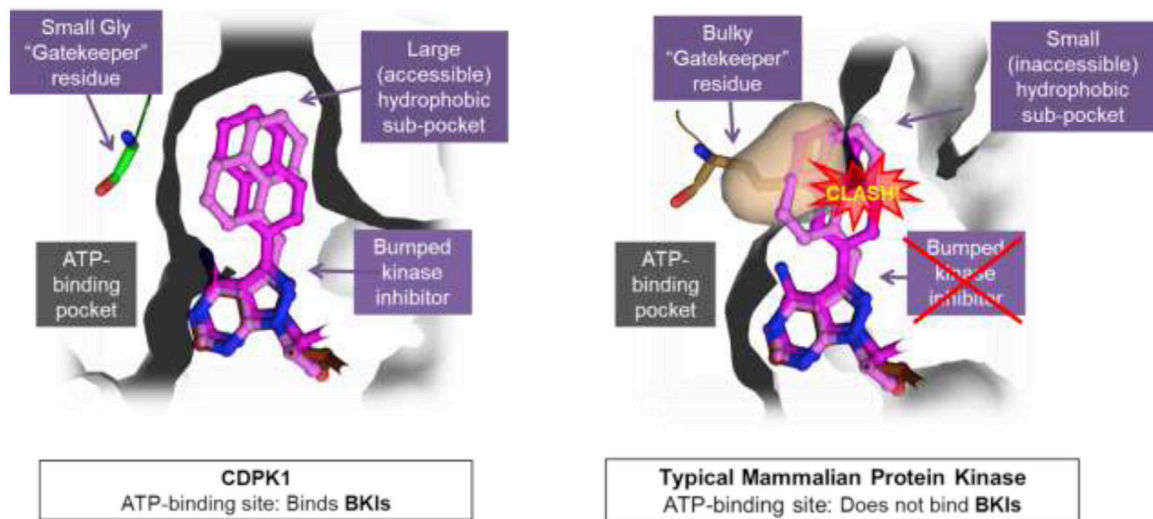 Small Gly
"Gatekeeper"
residue
Large
(accessible)
hydrophobic
sub-pocket
ATP-
binding
pocket
Bumped
kinase
inhibitor
CDPK1
ATP-binding site: Binds BKIs
Bulky
"Gatekeeper"
residue
Small
(inaccessible)
hydrophobic
sub-pocket
CLASH!
ATP-
binding
pocket
Bumped
kinase
inhibitor
Typical Mammalian Protein Kinase
ATP-binding site: Does not bind BKIs